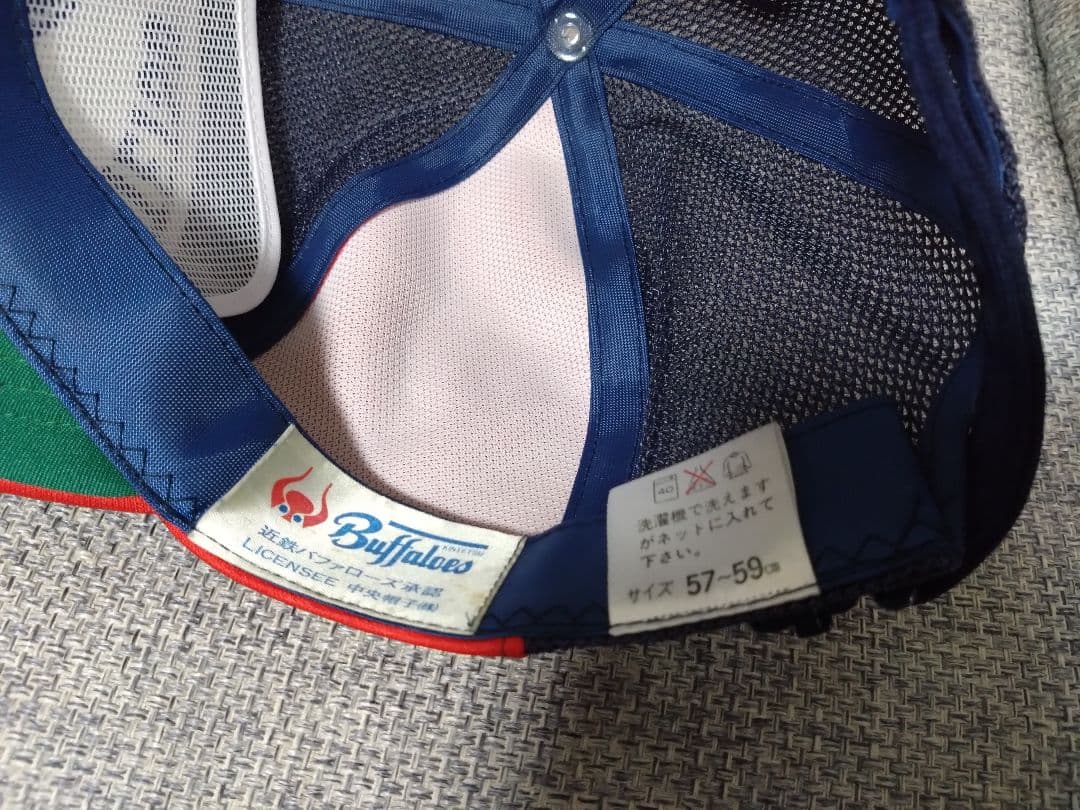 Buffaloes
KINTETSU
近鉄バファローズ承認
LICENSEE 中央帽子㈱
40
洗濯機で洗えます
がネットに入れて
下さい。
サイズ 57~59㎝